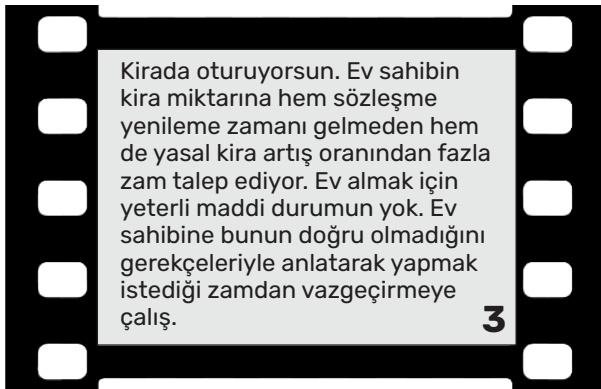 Kirada oturuyorsun. Ev sahibin
kira miktarına hem sözleşme
yenileme zamanı gelmeden hem
de yasal kira artış oranından fazla
zam talep ediyor. Ev almak için
yeterli maddi durumun yok. Ev
sahibine bunun doğru olmadığını
gerekçeleriyle anlatarak yapmak
istediği zamdan vazgeçirmeye
çalış.
3